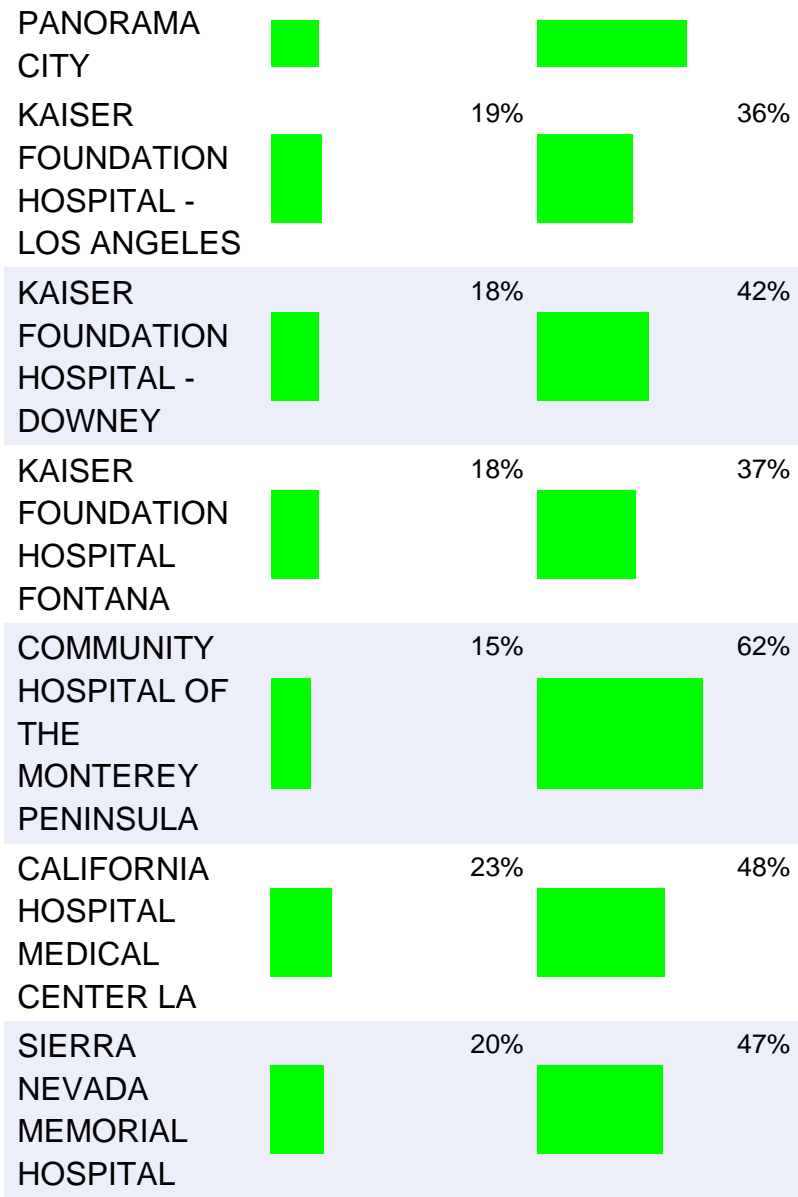 PANORAMA
CITY
KAISER 19% 36%
FOUNDATION
HOSPITAL -
LOS ANGELES
KAISER 18% 42%
FOUNDATION
HOSPITAL -
DOWNEY
KAISER 18% 37%
FOUNDATION
HOSPITAL
FONTANA
COMMUNITY 15% 62%
HOSPITAL OF
THE
MONTEREY
PENINSULA
CALIFORNIA 23% 48%
HOSPITAL
MEDICAL
CENTER LA
SIERRA 20% 47%
NEVADA
MEMORIAL
HOSPITAL